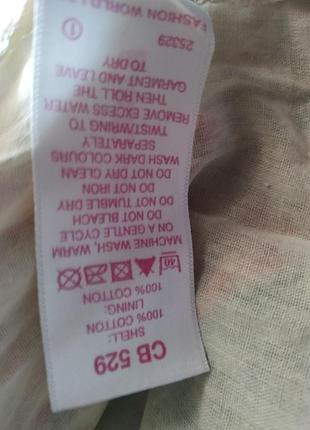 CB 529
SHELL:
100% COTTON
LINING:
100% COTTON
40
MACHINE WASH, WARM
ON A GENTLE CYCLE
DO NOT BLEACH
DO NOT TUMBLE DRY
DO NOT IRON
DO NOT DRY CLEAN
WASH DARK COLOURS
SEPARATELY
TWIST/WRING TO
REMOVE EXCESS WATER
THEN ROLL THE
GARMENT AND LEAVE
TO DRY
25329 1
FASHION WORLD